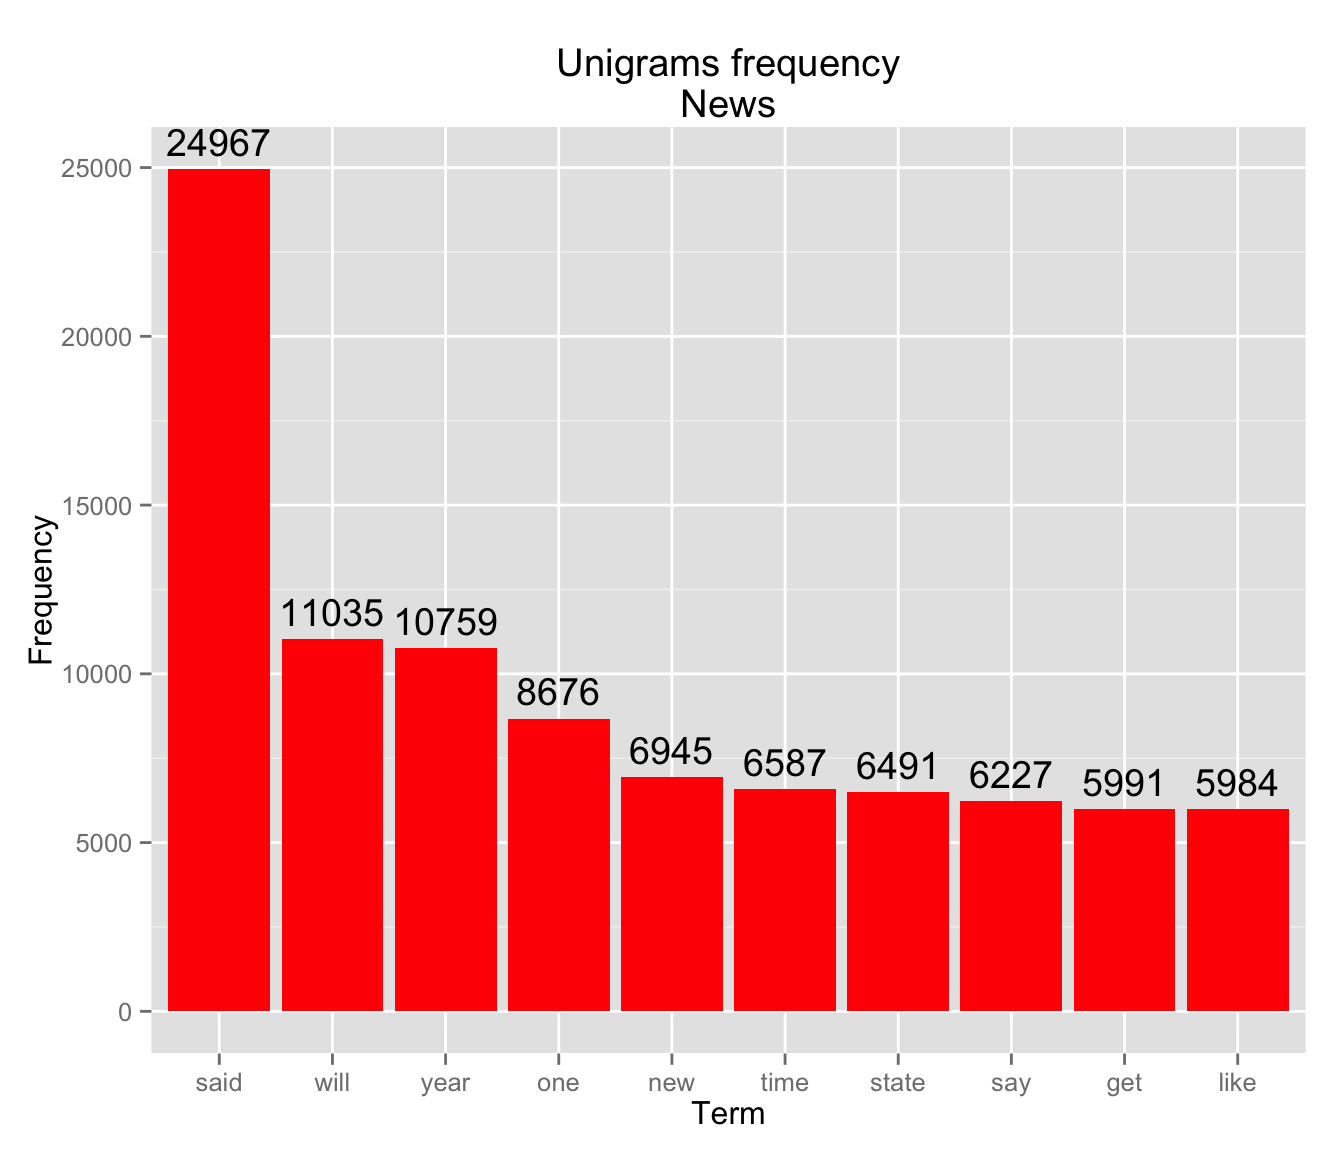 Unigrams frequency
News
24967
25000
20000
15000
11035 10759
10000
8676
6945 6587 6491 6227 5991 5984
5000
0
said will year one new time state say get like
Term
Frequency